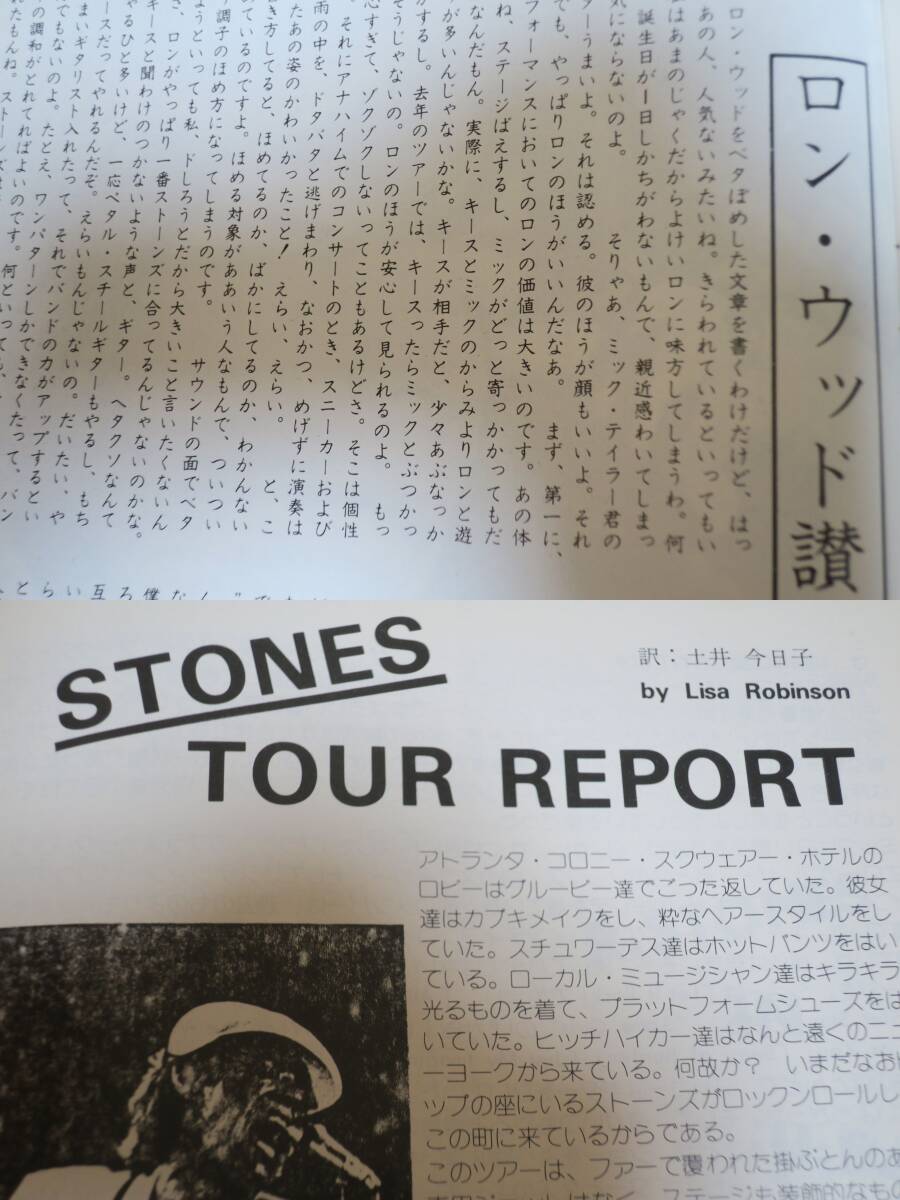 ロン・ウッド讃
ロン・ウッドをベタぼめした文章を書くわけだけど、はっ
あの人、人気ないみたいね。きらわれているといってもい
はあまのじゃくだからよけいロンに味方してしまうわ。何
誕生日が1日しかちがわないもんで、親近感わいてしまっ
気にならないのよ。 そりゃあ、ミック・テイラー君の
ターうまいよ。それは認める。彼のほうが顔もいいよ。それ
でも、やっぱりロンのほうがいいんだなあ。 まず、第一に、
フォーマンスにおいてのロンの価値は大きいのです。あの体
ね、ステージばえするし、ミックがどっと寄っかかってもだ
なんだもん。実際に、キースとミックのからみよりロンと遊
が多いんじゃないかな。キースが相手だと、少々あぶなっか
がするし。去年のツアーでは、キースったらミックとぶつかっ
そうじゃないの。ロンのほうが安心して見られるのよ。 もっ
心すぎて、ゾクゾクしないってこともあるけどさ。そこは個性
それにアナハイムでのコンサートのとき、スニーカーおよび
雨の中を、ドタバタと逃げまわり、なおかつ、めげずに演奏は
たあの姿のかわいかったこと! えらい、えらい。 と、こ
き方してると、ほめてるのか、ばかにしてるのか、わかんない
ているのですよ。ほめる対象がああいう人なもんで、ついつい
調子のほめ方になってしまうのです。 サウンドの面でベタ
ようといっても私、ドしろうとだから大きいこと言いたくないん
さ、ロンがやっぱり一番ストーンズに合ってるんじゃないのかな。
キースと聞わけのつかないような声と、ギター。ヘタクソなんて
やるひと多いけど、一応ペタル・スチールギターもやるし、もち
ースだってやれるんだぞ。えらいもんじゃないの。だいたい、や
まいギタリスト入れたって、それでバンドの力がアップするとい
でもないのよ。たとえ、ワンパターンしかできなくたって、バン
の調和がとれてればよいのです。何といっても、
STONES
TOUR REPORT
訳：土井 今日子
by Lisa Robinson
アトランタ・コロニー・スクウェアー・ホテルの
ロビーはグルーピー達でごった返していた。彼女
達はカブキメイクをし、粋なヘアースタイルをし
ていた。スチュワーデス達はホットパンツをはい
ている。ローカル・ミュージシャン達はキラキラ
光るものを着て、プラットフォームシューズをは
いていた。ヒッチハイカー達はなんと遠くのニュ
ーヨークから来ている。何故か？ いまだなお
ップの座にいるストーンズがロックンロールし
この町に来ているからである。
このツアーは、ファーで覆われた掛ぶとんのあ